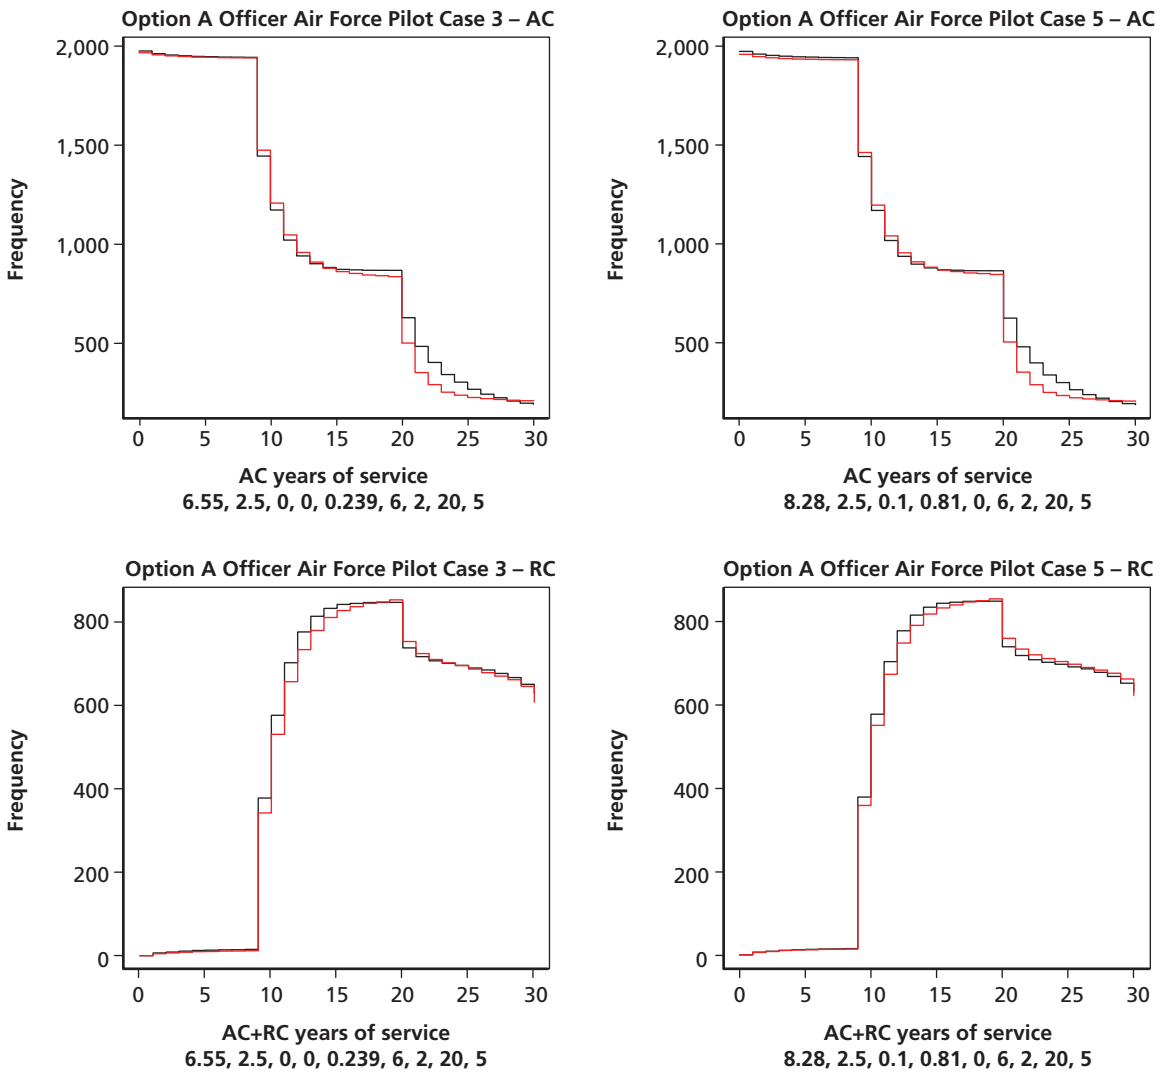 Option A Officer Air Force Pilot Case 3 – AC
2,000
1,500
1,000
500
Frequency
0 5 10 15 20 25 30
AC years of service
6.55, 2.5, 0, 0, 0.239, 6, 2, 20, 5
Option A Officer Air Force Pilot Case 5 – AC
2,000
1,500
1,000
500
Frequency
0 5 10 15 20 25 30
AC years of service
8.28, 2.5, 0.1, 0.81, 0, 6, 2, 20, 5
Option A Officer Air Force Pilot Case 3 – RC
800
600
400
200
0
Frequency
0 5 10 15 20 25 30
AC+RC years of service
6.55, 2.5, 0, 0, 0.239, 6, 2, 20, 5
Option A Officer Air Force Pilot Case 5 – RC
800
600
400
200
0
Frequency
0 5 10 15 20 25 30
AC+RC years of service
8.28, 2.5, 0.1, 0.81, 0, 6, 2, 20, 5